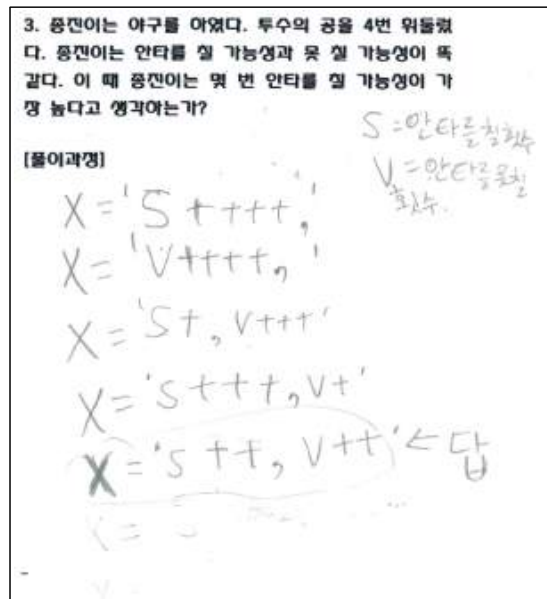 3. 종진이는 야구를 하였다. 투수의 공을 4번 휘둘렀
다. 종진이는 안타를 칠 가능성과 못 칠 가능성이 똑
같다. 이 때 종진이는 몇 번 안타를 칠 가능성이 가
장 높다고 생각하는가?
S = 안타를칠횟수
[풀이과정]
V = 안타를못칠
횟수.
X = 'S++++,'
X = 'V++++,'
X = 'S+, V+++'
X = 'S+++, V+'
X = 'S++, V++' ← 답